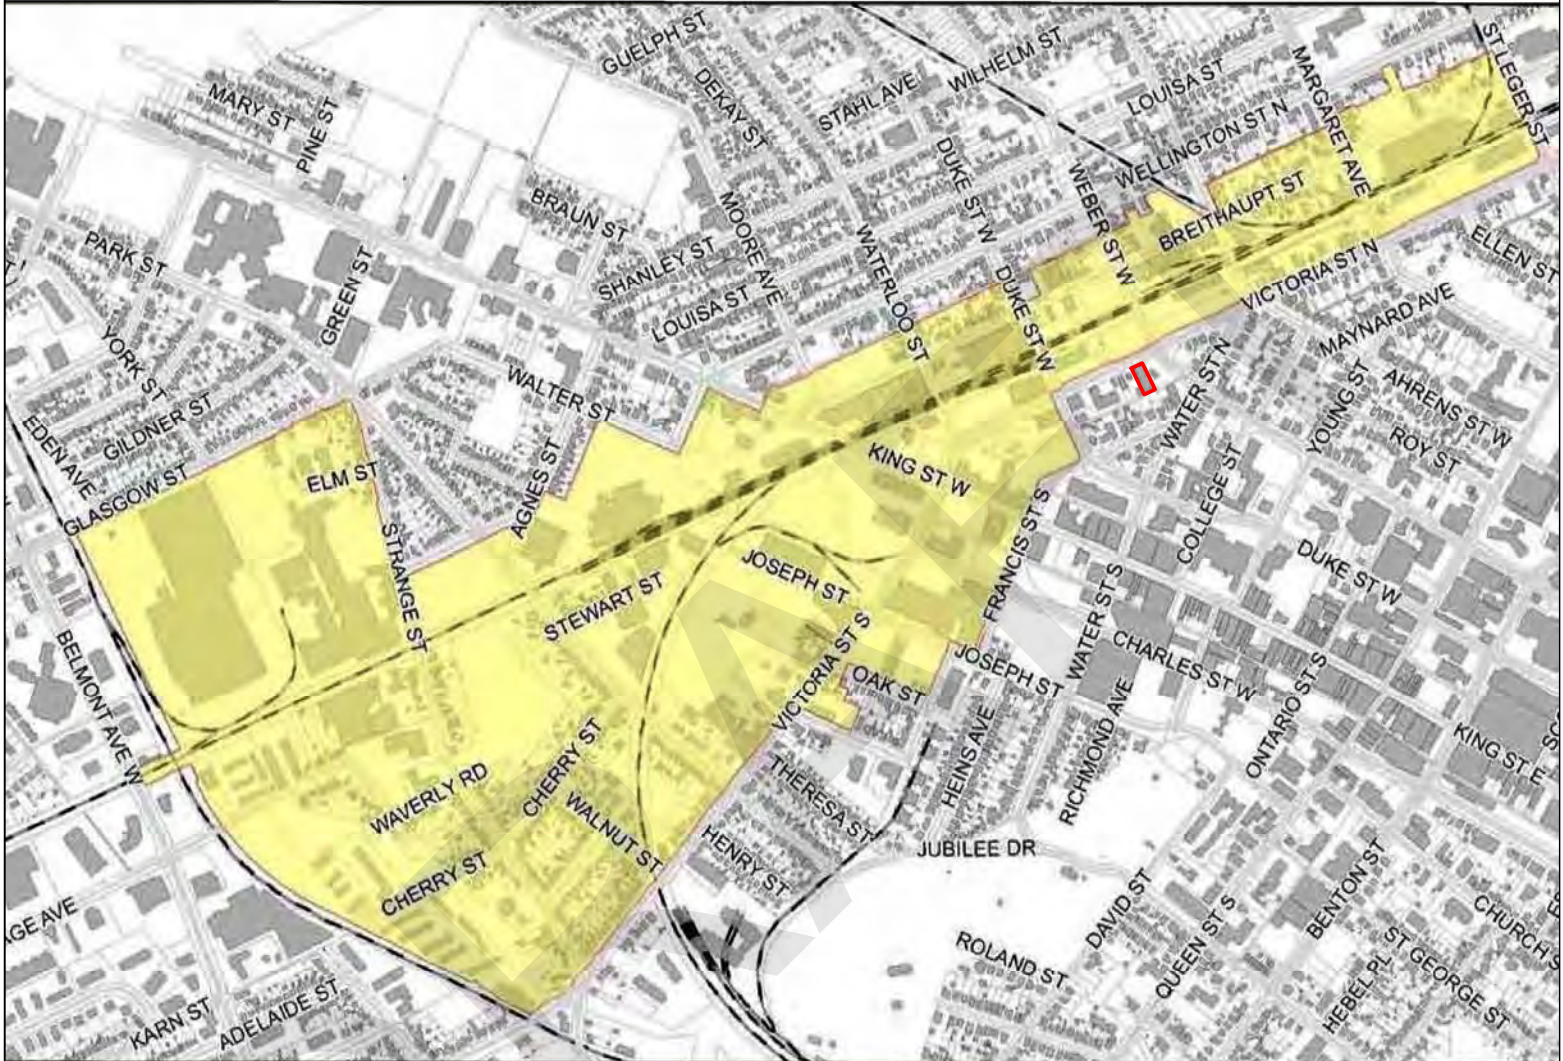 GUELPH ST
ST LEGER ST
MARGARET AVE
WILHELM ST
LOUISA ST
STAHL AVE
DEKAY ST
MARY ST
PINE ST
WELLINGTON ST N
DUKE ST W
WEBER ST W
BREITHAUPT ST
BRAUN ST
MOORE AVE
WATERLOO ST
ELLEN ST
PARK ST
SHANLEY ST
VICTORIA ST N
GREEN ST
LOUISA ST
DUKE ST W
MAYNARD AVE
YORK ST
WALTER ST
WATER ST N
YOUNG ST
AHRENS ST W
GILDNER ST
ROY ST
EDEN AVE
ELM ST
AGNES ST
KING ST W
COLLEGE ST
GLASGOW ST
STRANGE ST
FRANCIS ST S
DUKE ST W
JOSEPH ST
STEWART ST
WATER ST S
CHARLES ST W
VICTORIA ST S
JOSEPH ST
OAK ST
BELMONT AVE W
ONTARIO ST S
RICHMOND AVE
KING ST E
HEINS AVE
CHERRY ST
WAVERLY RD
THERESA ST
WALNUT ST
HENRY ST
JUBILEE DR
CHERRY ST
BENTON ST
DAVID ST
QUEEN ST S
CHURCH S
AGE AVE
ROLAND ST
ST GEORGE ST
HEBEL PL
KARN ST
ADELAIDE ST
DRAFT